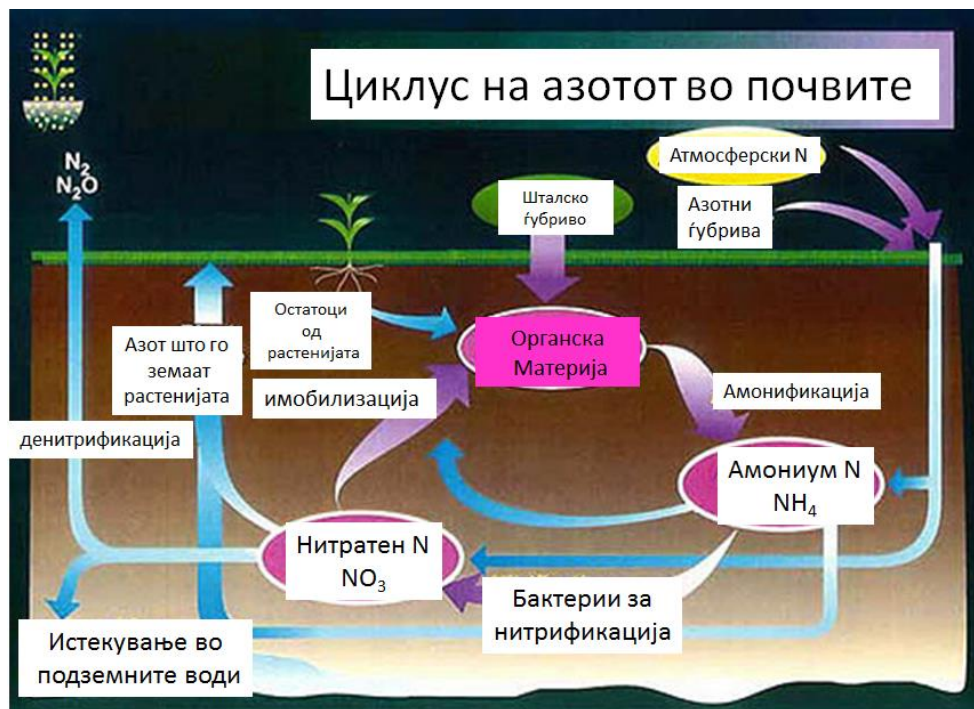 Циклус на азотот во почвите
N₂
N₂O
Атмосферски N
Шталско
ѓубриво
Азотни
ѓубрива
Остатоци
од
растенијата
Органска
Материја
Азот што го
земаат
растенијата
имобилизација
Амонификација
денитрификација
Амониум N
NH₄
Нитратен N
NO₃
Бактерии за
нитрификација
Истекување во
подземните води